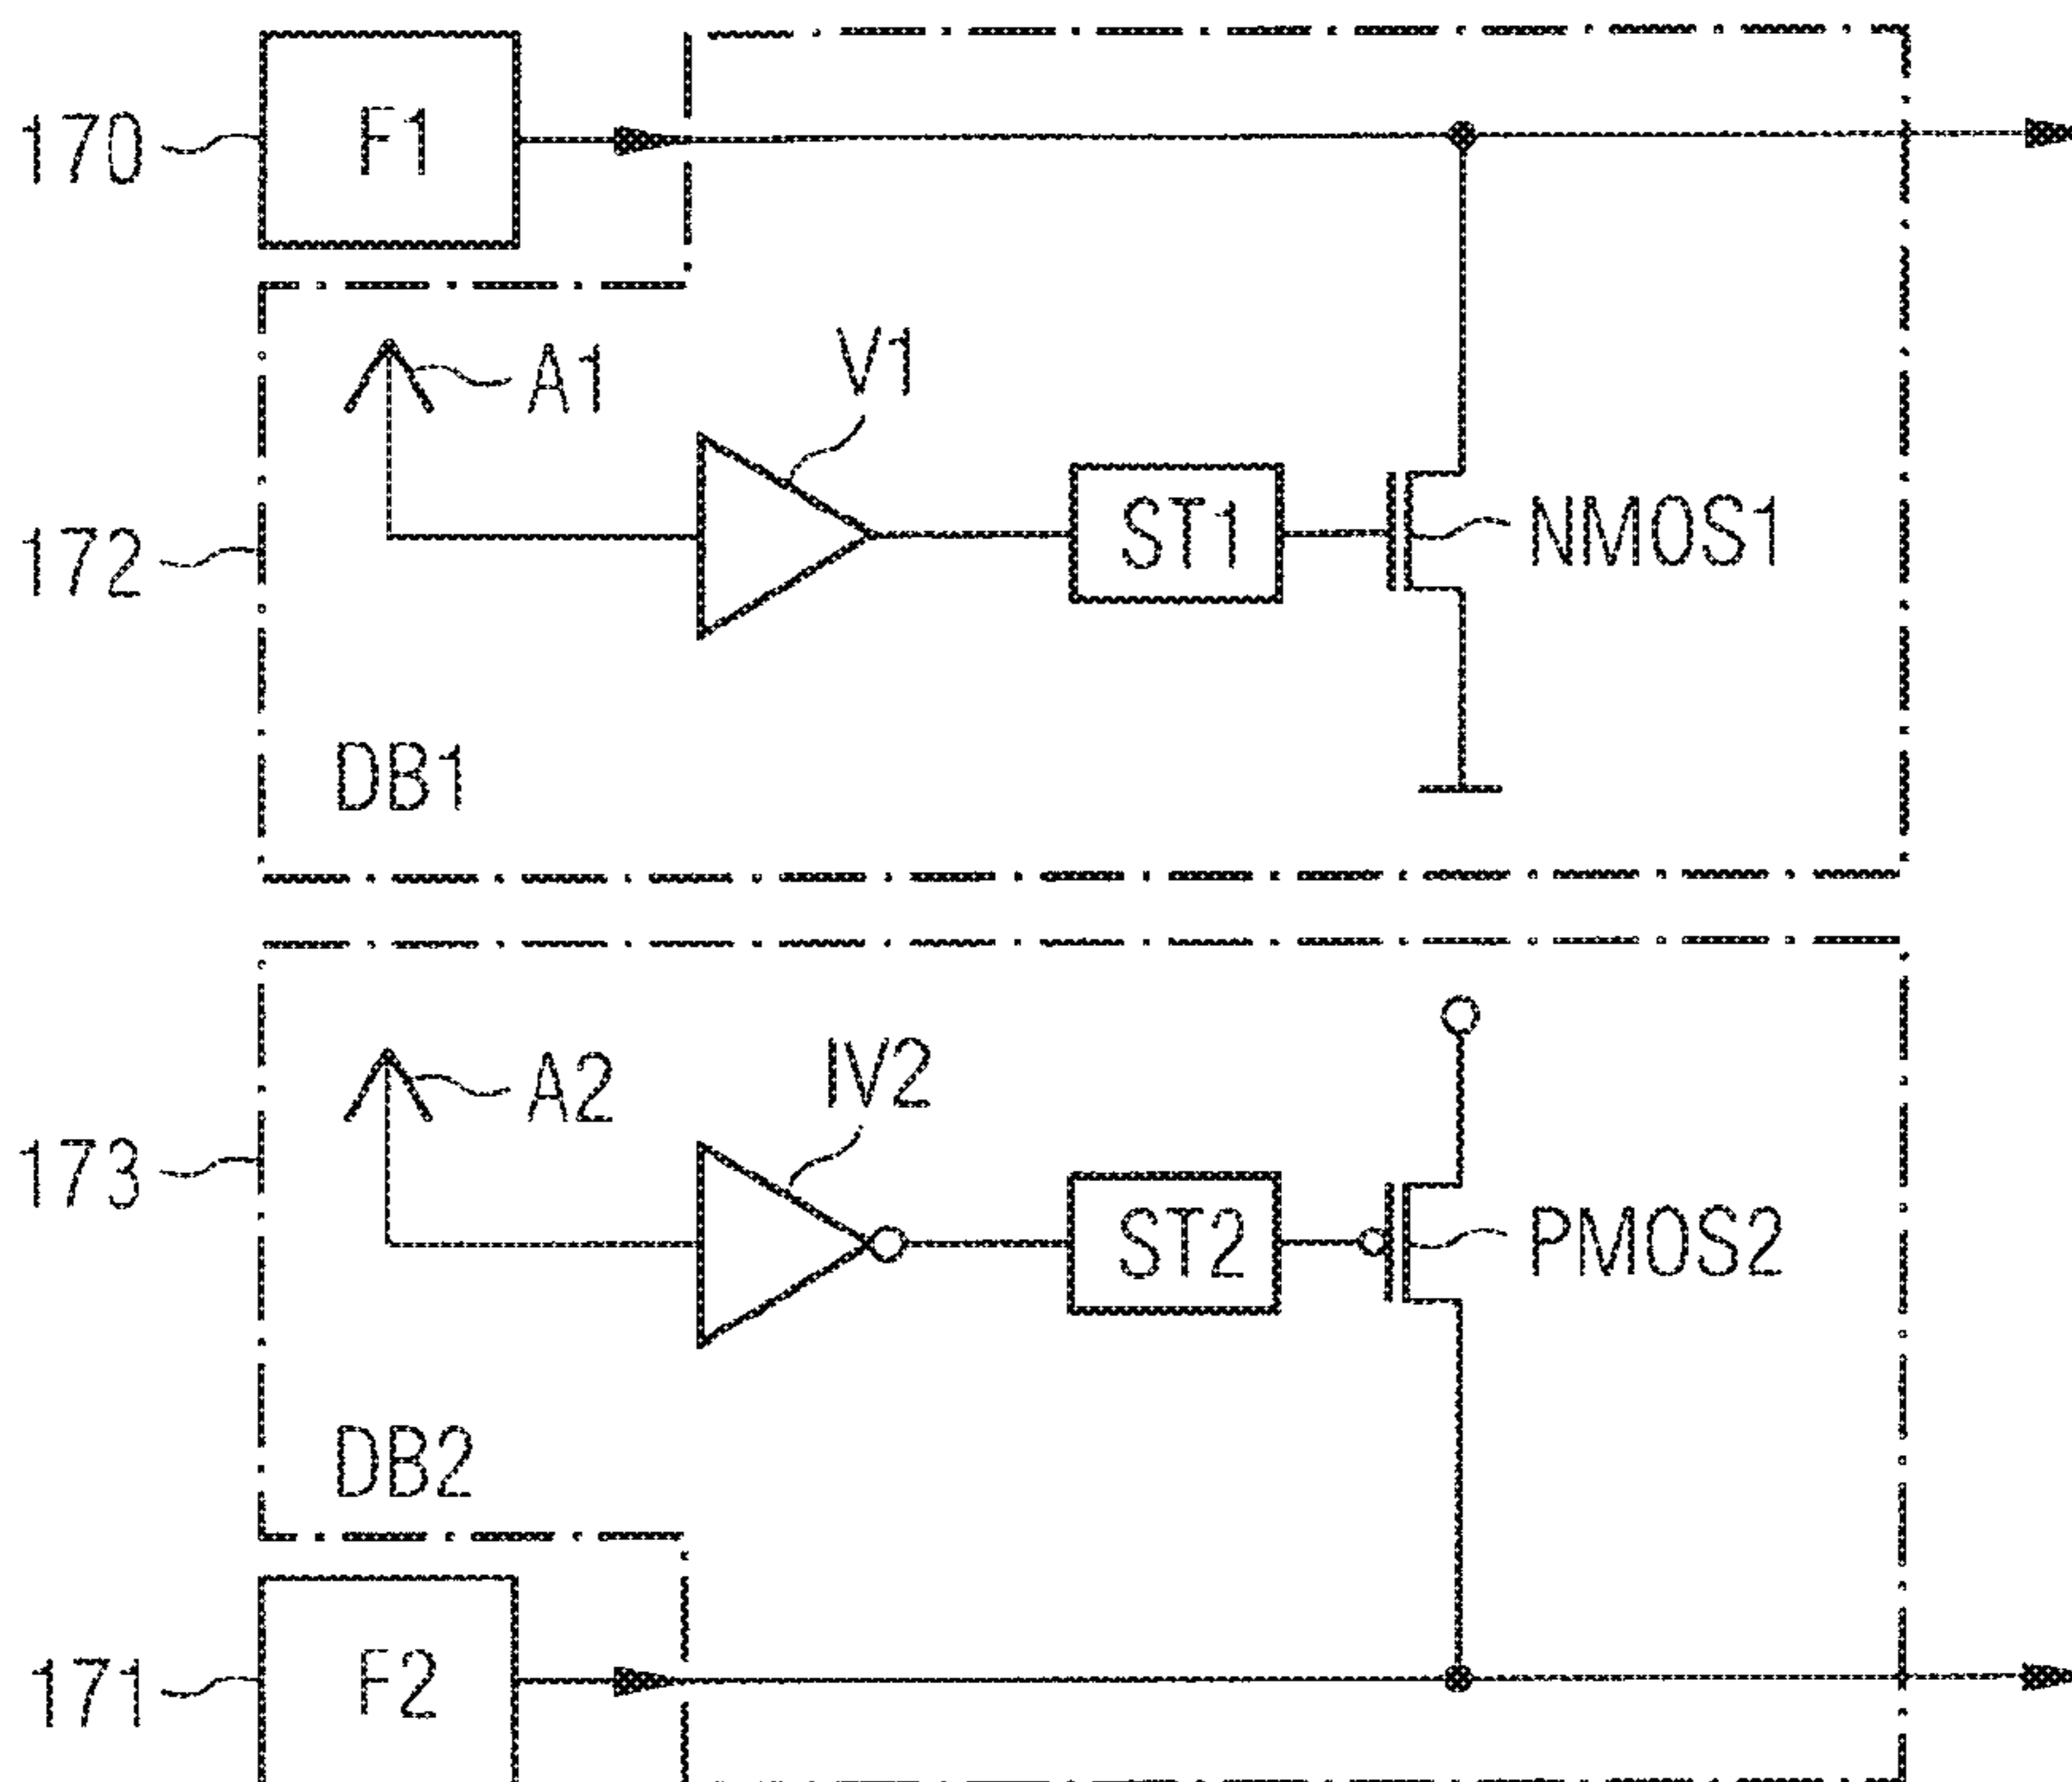 170
F1
A1
V1
172
ST1
NMOS1
DB1
A2
IV2
173
ST2
PMOS2
DB2
171
F2